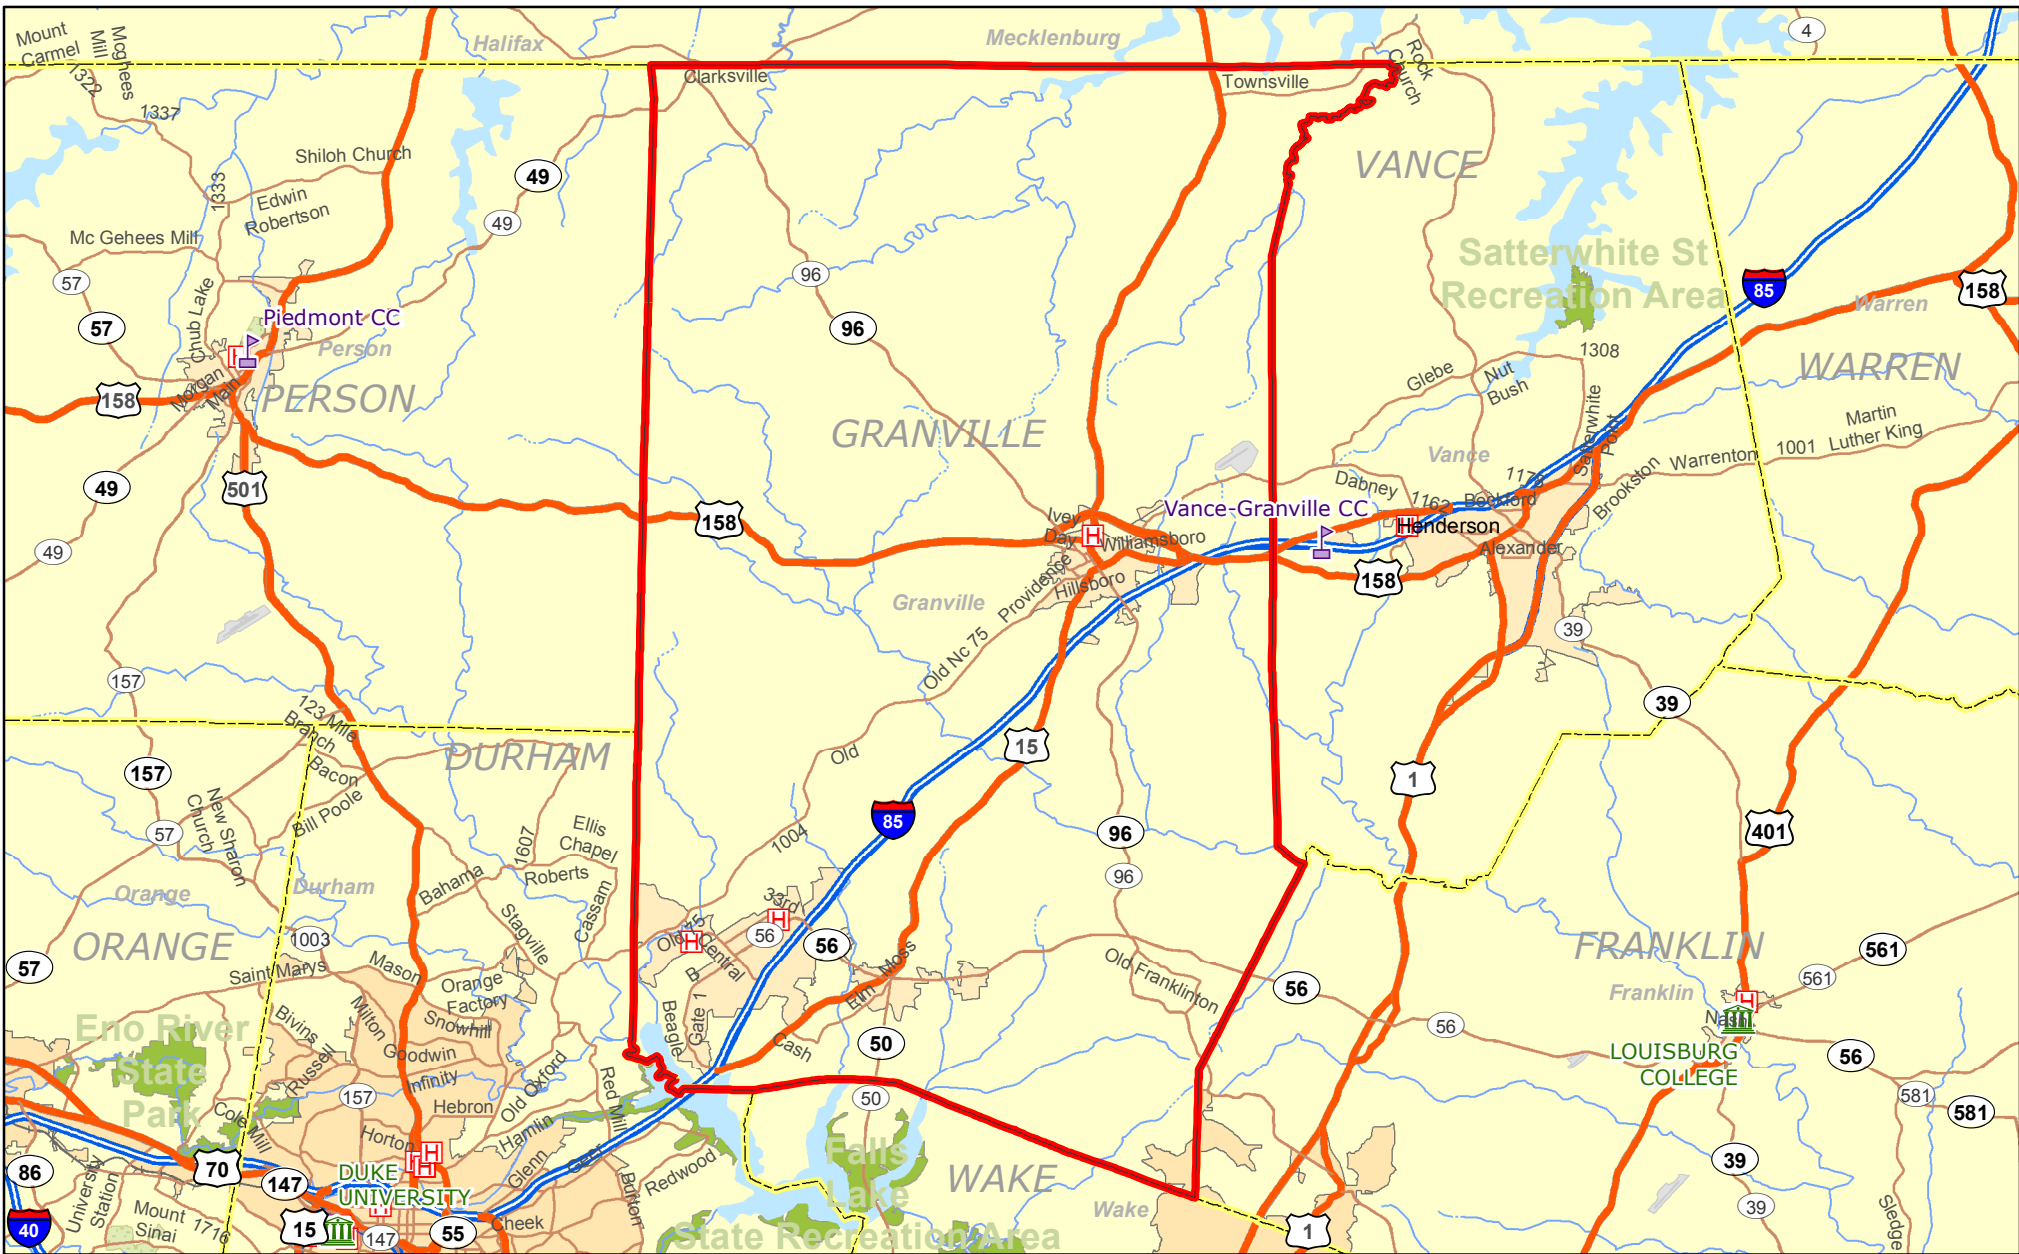 Mount
Carmel
Mcghees
Mill
1322
1337
Halifax
Mecklenburg
4
Clarksville
Townsville
Rock
Church
Shiloh Church
49
VANCE
1333
Edwin
Robertson
49
Mc Gehees Mill
57
96
Satterwhite St
Recreation Area
85
158
Warren
57
Chub Lake
Piedmont CC
Person
96
1308
WARREN
158
Morgan
Main
PERSON
Glebe
Nut
Bush
Satterwhite
Point
Martin
Luther King
1001
Warrenton
GRANVILLE
Vance
49
501
158
Dabney
1162
1173
Beckford
Brookston
Vance-Granville CC
Henderson
Ivey
Day
H
Williamsboro
Alexander
49
158
Providence
Hillsboro
Granville
39
Old Nc 75
157
39
123 Mile
Branch
DURHAM
15
Old
157
Bacon
1
New Sharon
Church
Bill Poole
57
85
96
401
1004
Ellis
Chapel
1607
Roberts
Orange
Durham
Bahama
Cassam
96
ORANGE
1003
Stagville
33rd
H
56
56
Old 75
H
Central
B
FRANKLIN
561
561
57
Saint Marys
Mason
Orange
Factory
Moss
Elm
Old Franklinton
56
Franklin
H
Nash
Bivins
Milton
Snowhill
Beagle
Gate 1
56
Eno River
State
Park
Goodwin
Russell
Infinity
Cash
50
56
LOUISBURG
COLLEGE
157
Hebron
Old Oxford
Red Mill
50
581
581
Cole Mill
Horton
H
H
Hamlin
Glenn
Geer
Falls
Lake
State Recreation Area
WAKE
Wake
86
University
Station
70
147
DUKE
UNIVERSITY
Burton
Redwood
39
39
40
Mount
Sinai
1716
15
147
55
Cheek
1
Sledge